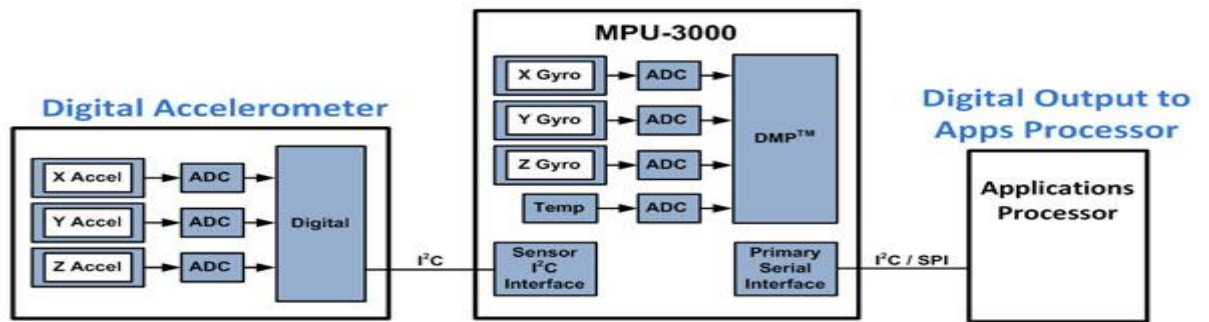 Digital Accelerometer
X Accel
ADC
Y Accel
ADC
Z Accel
ADC
Digital
I²C
MPU-3000
X Gyro
ADC
Y Gyro
ADC
Z Gyro
ADC
Temp
ADC
DMP™
Sensor
I²C
Interface
Primary
Serial
Interface
I²C / SPI
Digital Output to
Apps Processor
Applications
Processor